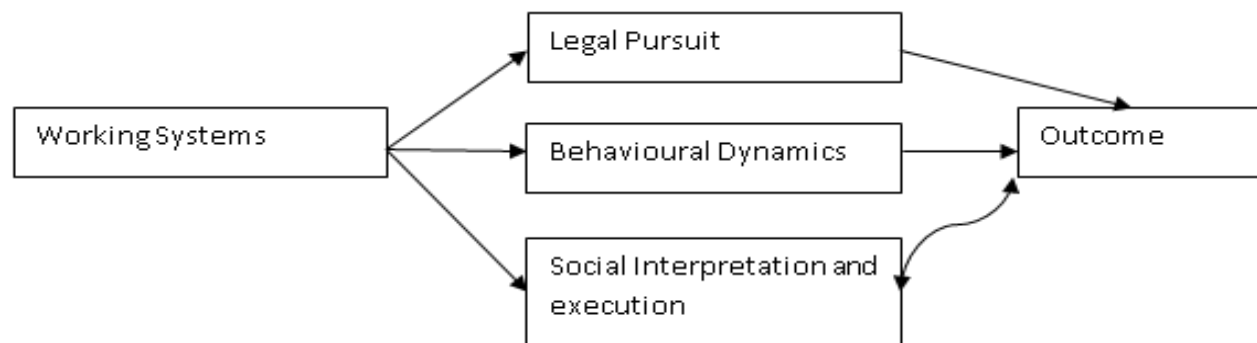 Legal Pursuit
Working Systems
Behavioural Dynamics
Outcome
Social Interpretation and
execution